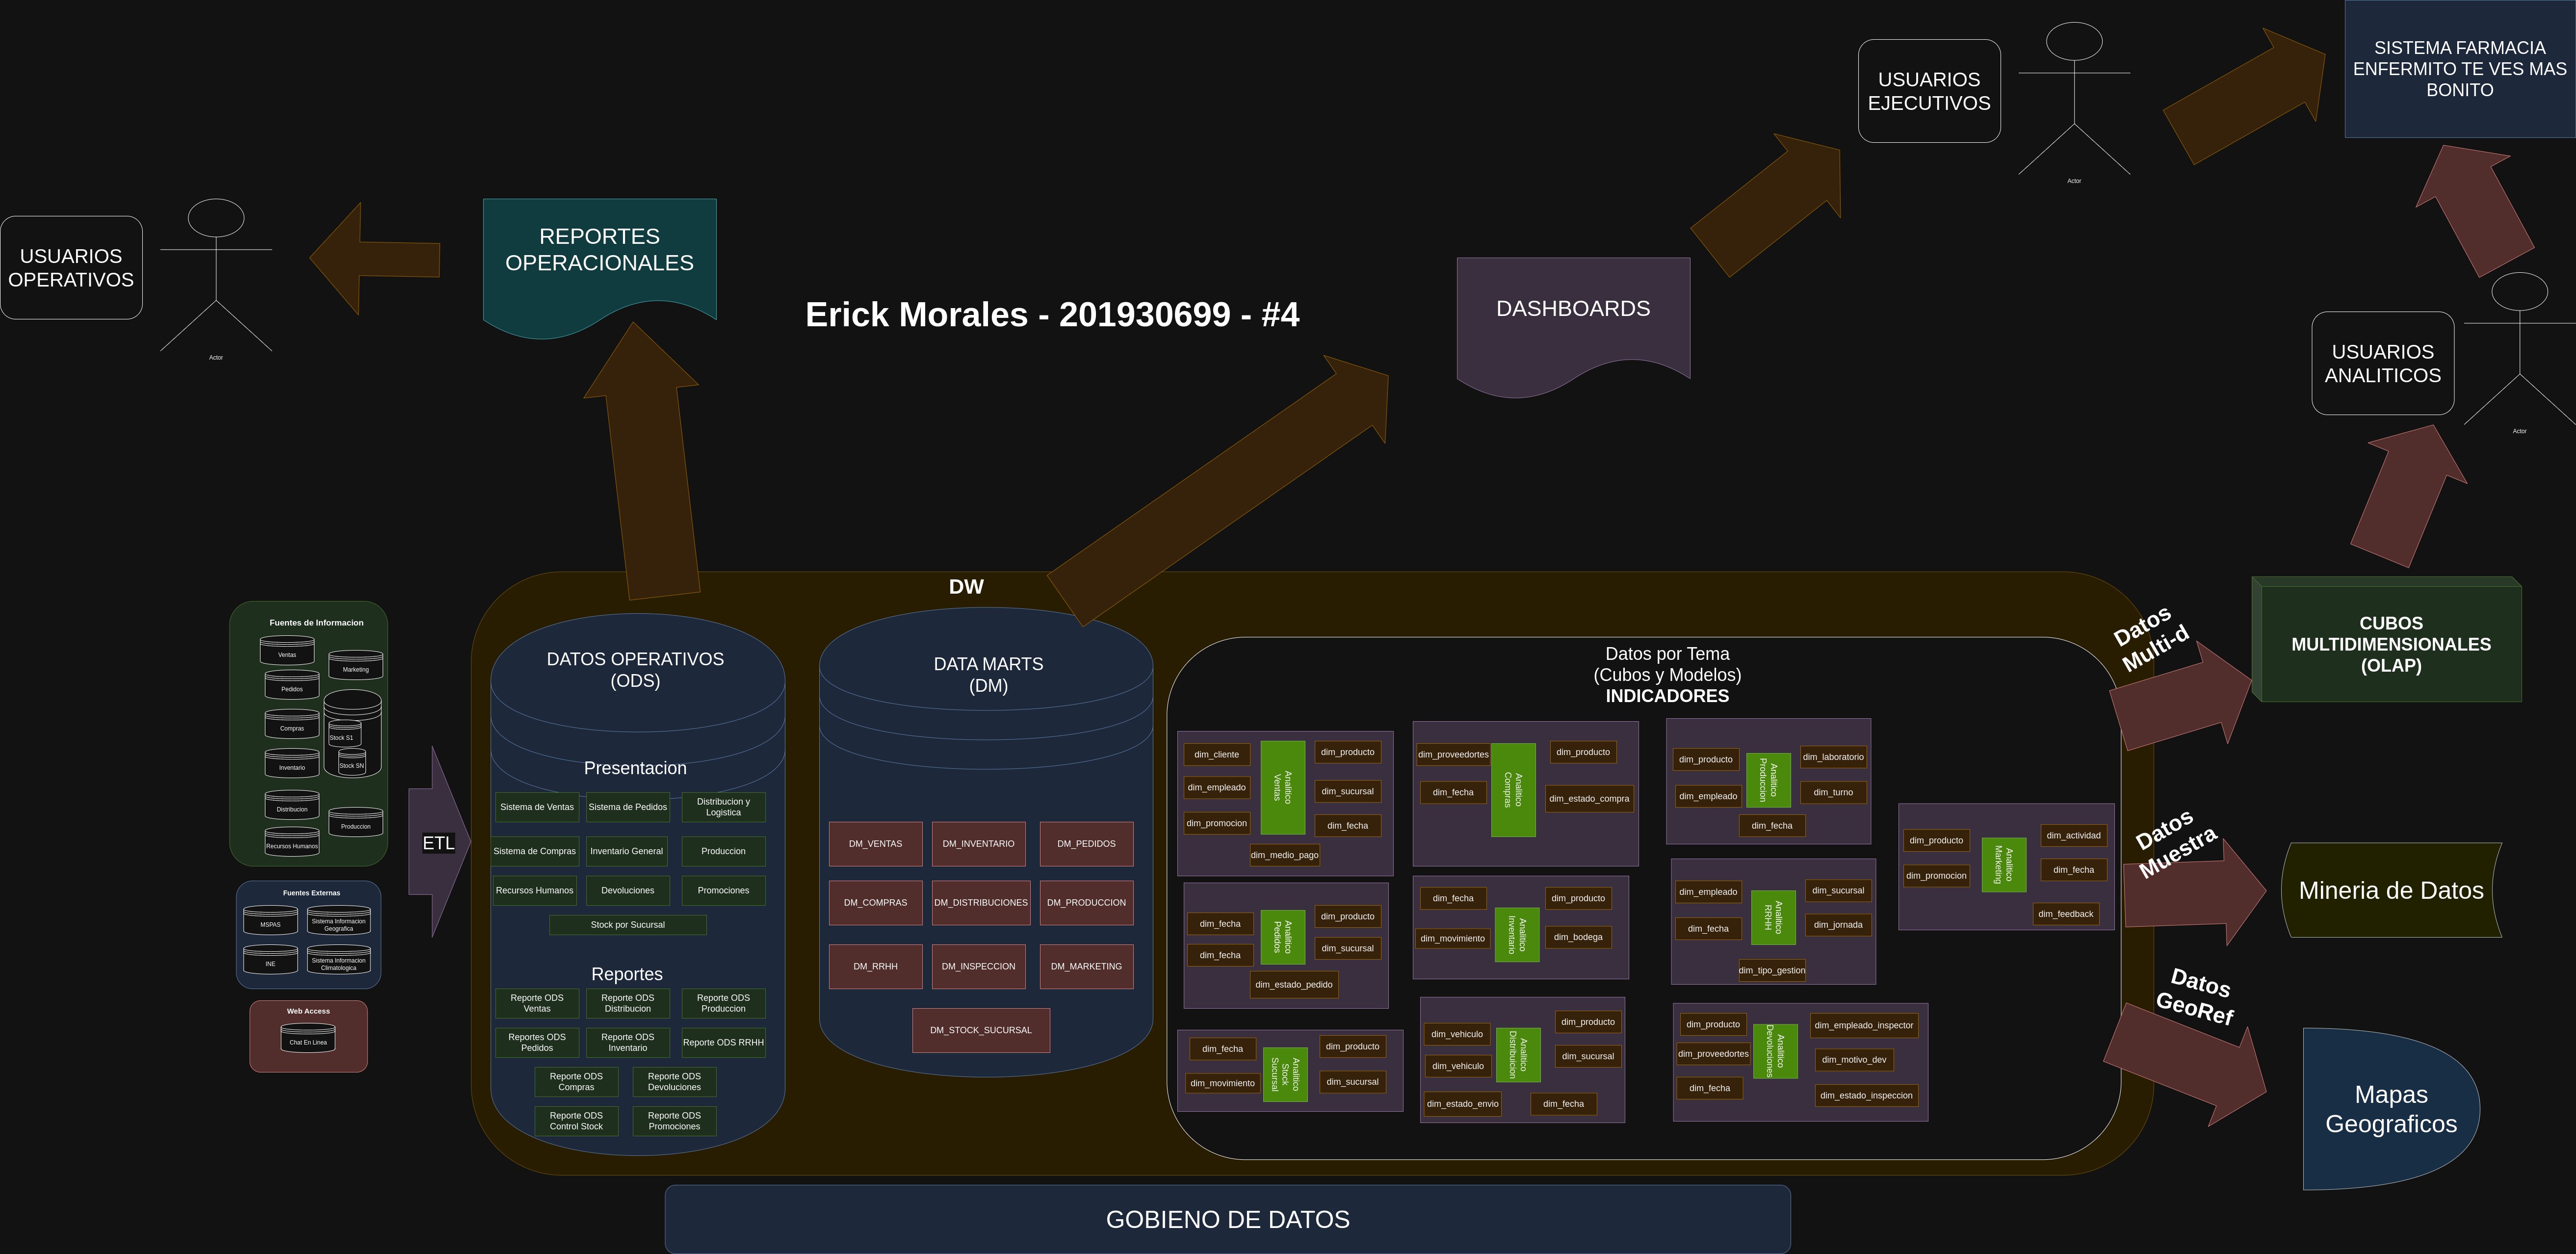 SISTEMA FARMACIA
ENFERMITO TE VES MAS
BONITO
USUARIOS
EJECUTIVOS
Actor
USUARIOS
OPERATIVOS
Actor
REPORTES
OPERACIONALES
Erick Morales - 201930699 - #4
DASHBOARDS
USUARIOS
ANALITICOS
Actor
DW
Fuentes de Informacion
Ventas
Marketing
Pedidos
Compras
Stock S1
Inventario
Stock SN
Distribucion
Produccion
Recursos Humanos
Fuentes Externas
MSPAS
Sistema Informacion
Geografica
INE
Sistema Informacion
Climatologica
Web Access
Chat En Linea
ETL
DATOS OPERATIVOS
(ODS)
Presentacion
Sistema de Ventas
Sistema de Pedidos
Distribucion y
Logistica
Sistema de Compras
Inventario General
Produccion
Recursos Humanos
Devoluciones
Promociones
Stock por Sucursal
Reportes
Reporte ODS
Ventas
Reporte ODS
Distribucion
Reporte ODS
Produccion
Reportes ODS
Pedidos
Reporte ODS
Inventario
Reporte ODS RRHH
Reporte ODS
Compras
Reporte ODS
Devoluciones
Reporte ODS
Control Stock
Reporte ODS
Promociones
DATA MARTS
(DM)
DM_VENTAS
DM_INVENTARIO
DM_PEDIDOS
DM_COMPRAS
DM_DISTRIBUCIONES
DM_PRODUCCION
DM_RRHH
DM_INSPECCION
DM_MARKETING
DM_STOCK_SUCURSAL
Datos por Tema
(Cubos y Modelos)
INDICADORES
dim_cliente
dim_empleado
dim_promocion
Analitico
Ventas
dim_producto
dim_sucursal
dim_fecha
dim_medio_pago
dim_proveedortes
dim_fecha
Analitico
Compras
dim_producto
dim_estado_compra
dim_producto
dim_empleado
Analitico
Produccion
dim_laboratorio
dim_turno
dim_fecha
dim_producto
dim_promocion
Analitico
Marketing
dim_actividad
dim_fecha
dim_feedback
dim_fecha
dim_fecha
Analitico
Pedidos
dim_producto
dim_sucursal
dim_estado_pedido
dim_fecha
dim_movimiento
Analitico
Inventario
dim_producto
dim_bodega
dim_empleado
dim_fecha
Analitco
RRHH
dim_sucursal
dim_jornada
dim_tipo_gestion
dim_fecha
dim_movimiento
Analitico
Stock
Sucursal
dim_producto
dim_sucursal
dim_vehiculo
dim_vehiculo
dim_estado_envio
Analitico
Distribuicion
dim_producto
dim_sucursal
dim_fecha
dim_producto
dim_proveedortes
dim_fecha
Analitico
Devoluciones
dim_empleado_inspector
dim_motivo_dev
dim_estado_inspeccion
Datos
Multi-d
CUBOS
MULTIDIMENSIONALES
(OLAP)
Datos
Muestra
Mineria de Datos
Datos
GeoRef
Mapas
Geograficos
GOBIENO DE DATOS